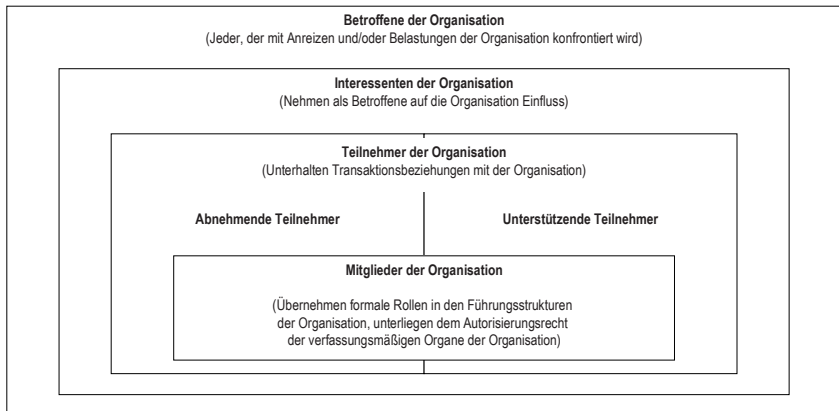 Betroffene der Organisation
(Jeder, der mit Anreizen und/oder Belastungen der Organisation konfrontiert wird)
Interessenten der Organisation
(Nehmen als Betroffene auf die Organisation Einfluss)
Teilnehmer der Organisation
(Unterhalten Transaktionsbeziehungen mit der Organisation)
Abnehmende Teilnehmer
Unterstützende Teilnehmer
Mitglieder der Organisation
(Übernehmen formale Rollen in den Führungsstrukturen
der Organisation, unterliegen dem Autorisierungsrecht
der verfassungsmäßigen Organe der Organisation)